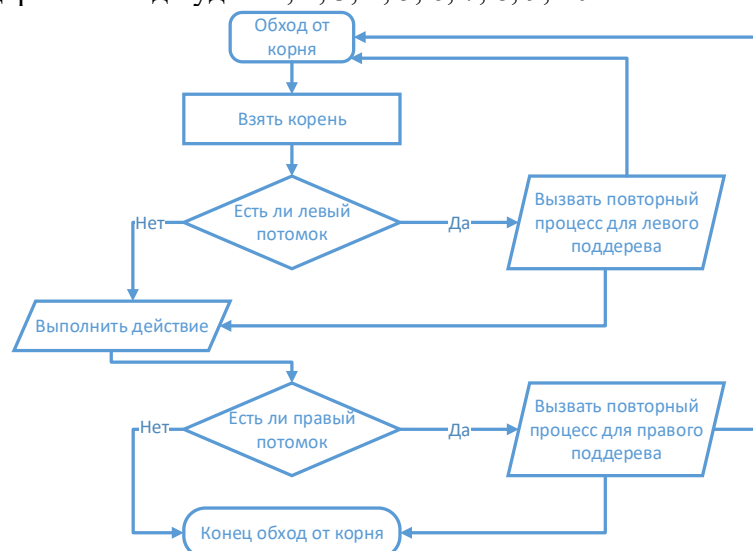 Обход от
корня
Взять корень
Есть ли левый
потомок
Нет
Да
Вызвать повторный
процесс для левого
поддерева
Выполнить действие
Есть ли правый
потомок
Нет
Да
Вызвать повторный
процесс для правого
поддерева
Конец обход от корня